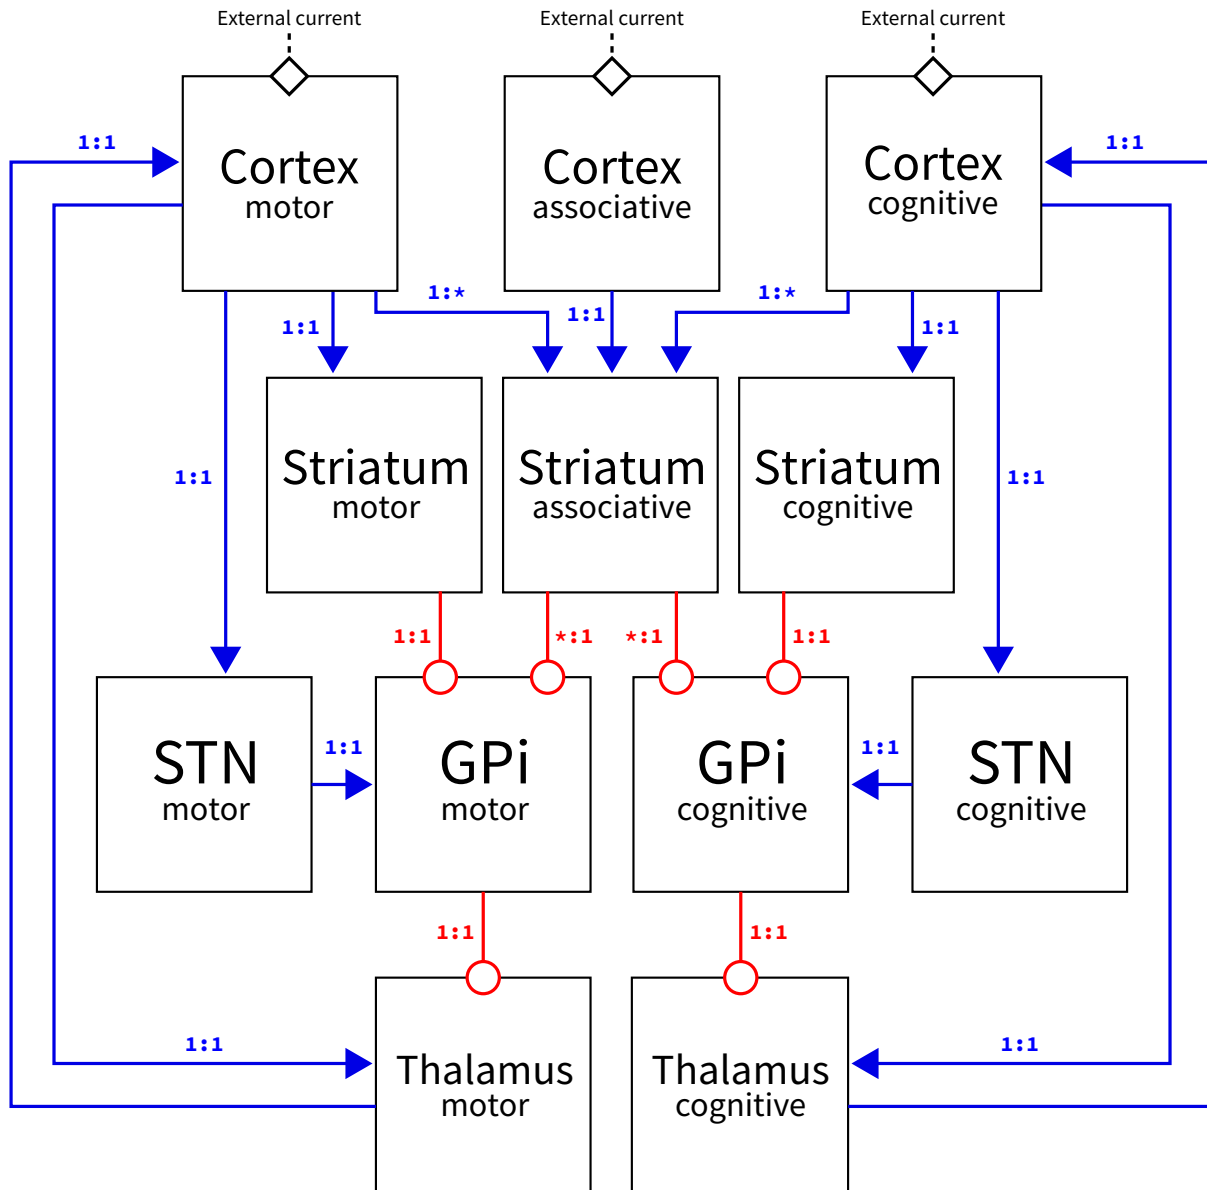 External current
External current
External current
1:1
1:1
Cortex
motor
Cortex
associative
Cortex
cognitive
1:*
1:*
1:1
1:1
1:1
Striatum
motor
Striatum
associative
Striatum
cognitive
1:1
1:1
1:1
*:1
*:1
1:1
STN
motor
1:1
GPi
motor
GPi
cognitive
1:1
STN
cognitive
1:1
1:1
1:1
1:1
Thalamus
motor
Thalamus
cognitive